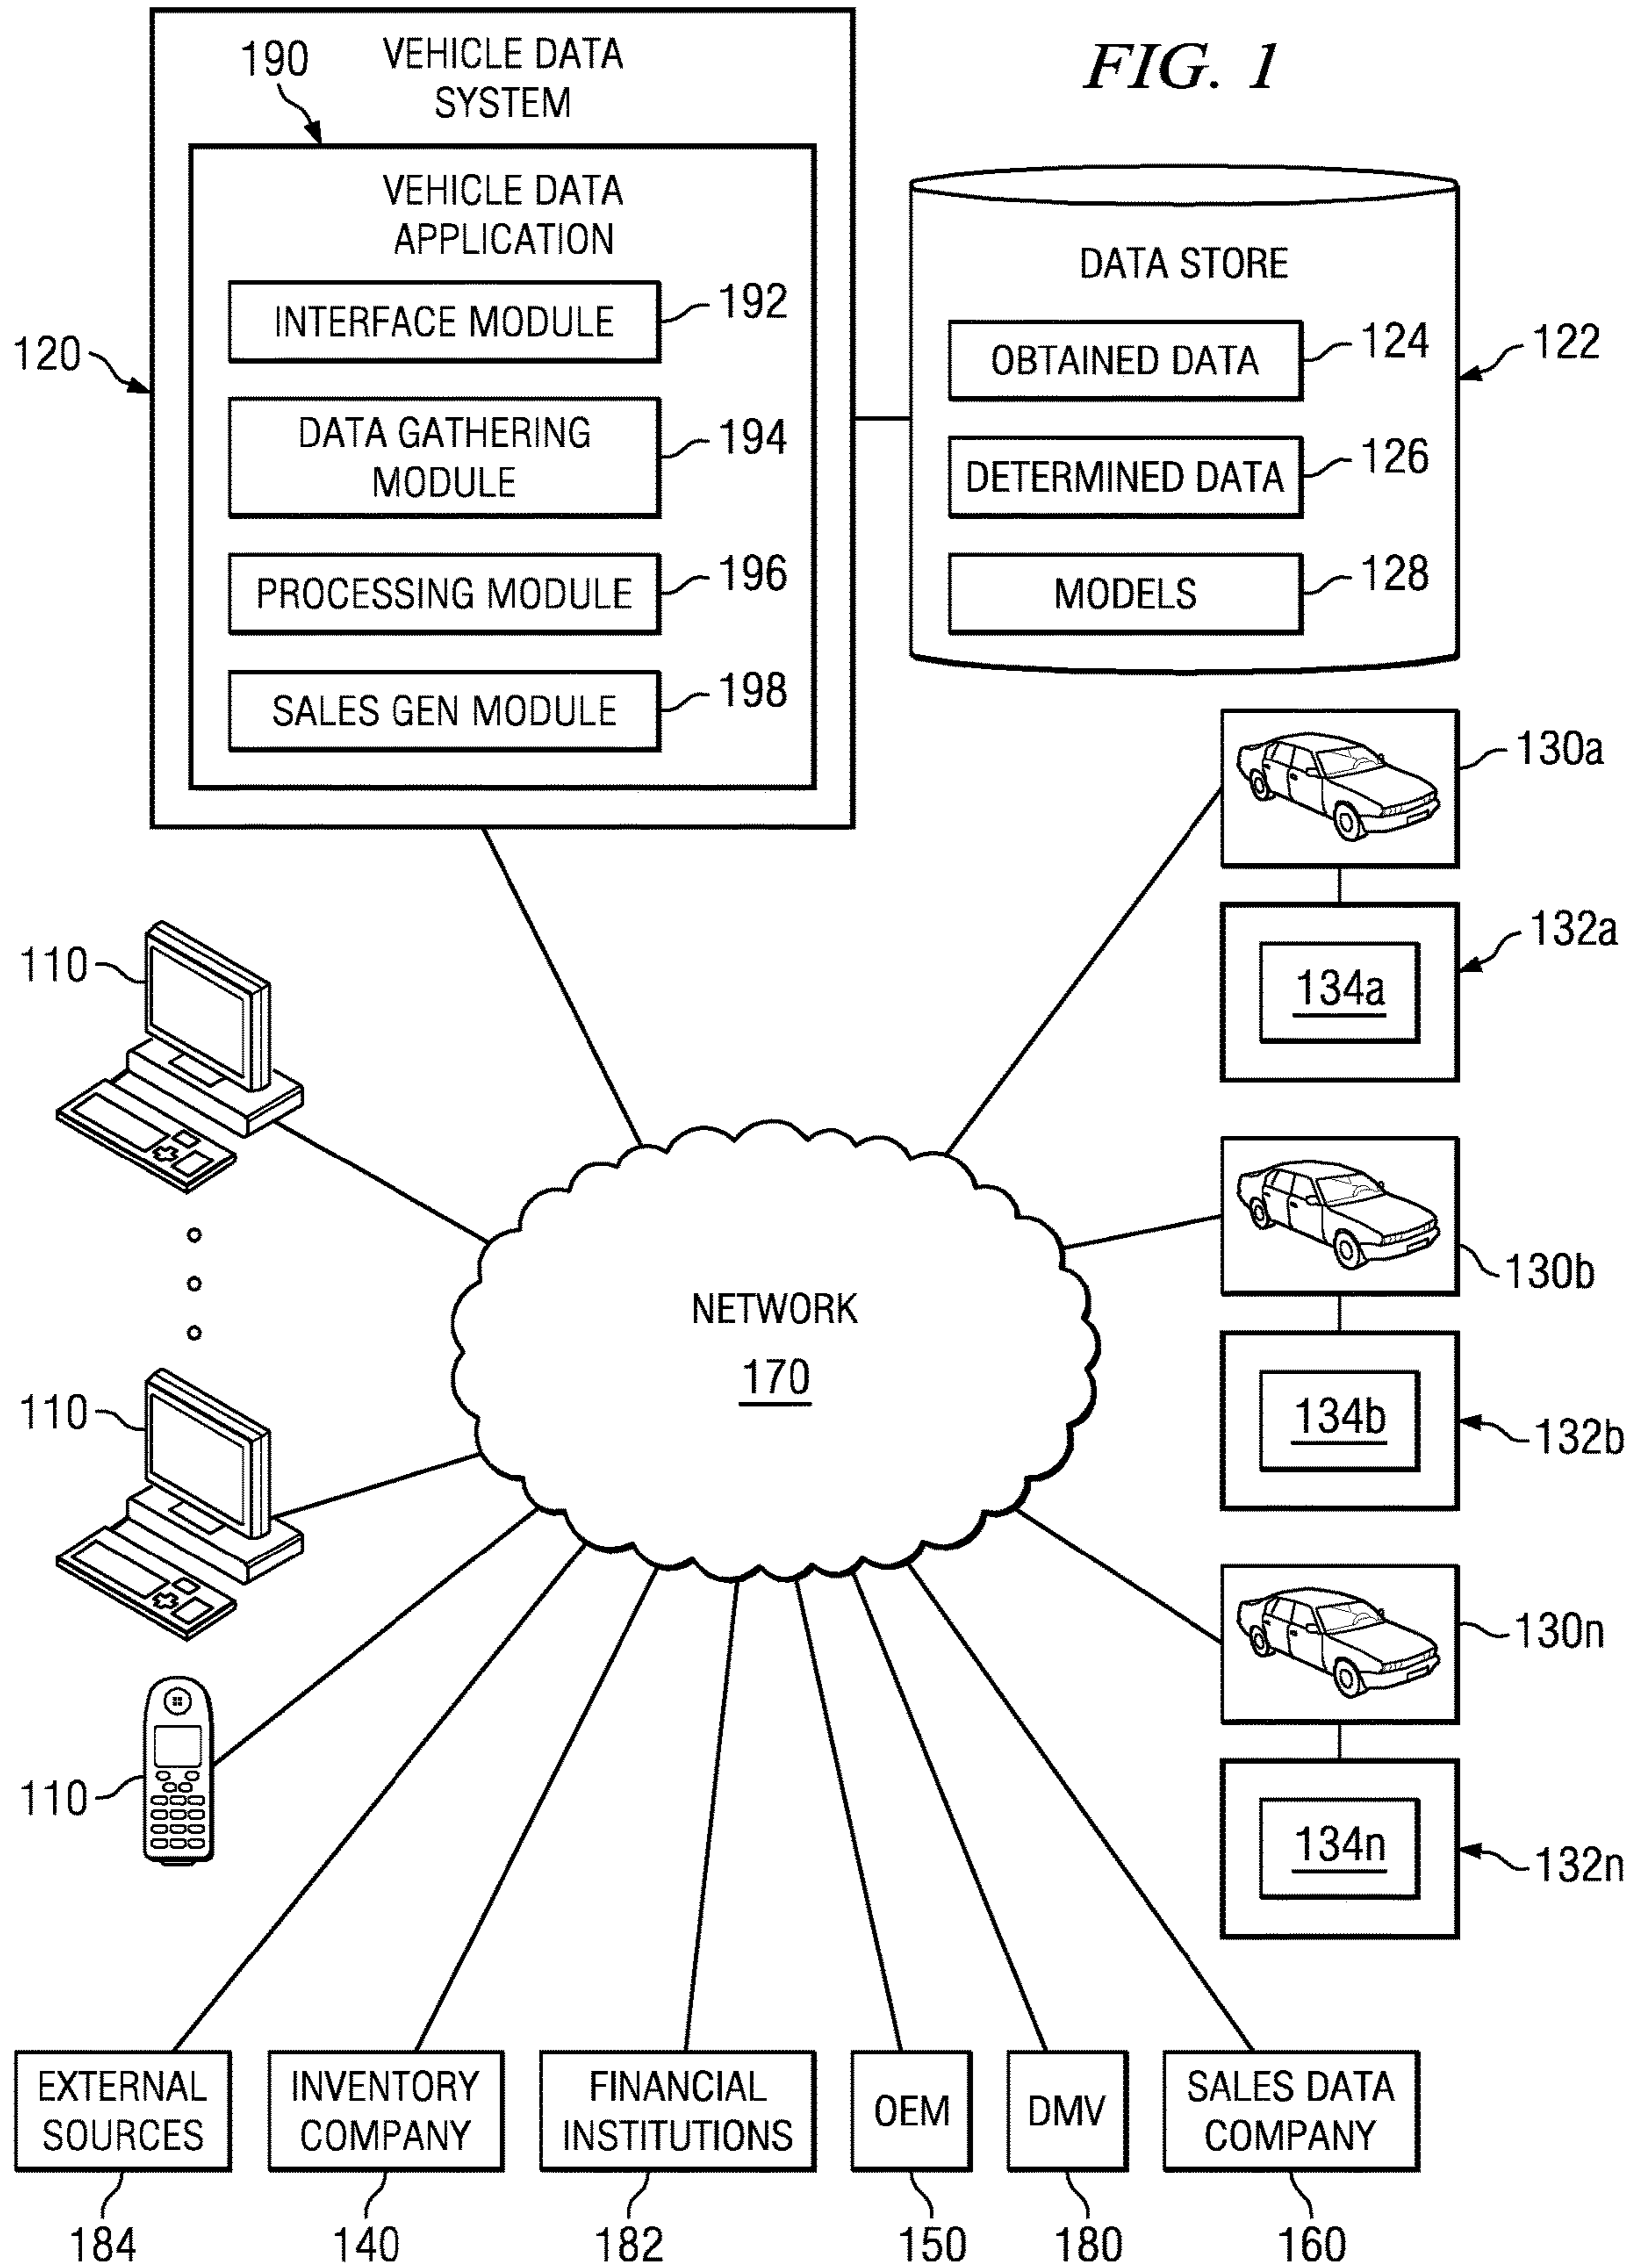 FIG. 1
VEHICLE DATA
SYSTEM
190
VEHICLE DATA
APPLICATION
INTERFACE MODULE
192
DATA GATHERING
MODULE
194
PROCESSING MODULE
196
SALES GEN MODULE
198
120
DATA STORE
OBTAINED DATA
124
DETERMINED DATA
126
MODELS
128
122
130a
132a
134a
110
130b
132b
134b
NETWORK
170
110
130n
132n
134n
110
EXTERNAL
SOURCES
INVENTORY
COMPANY
FINANCIAL
INSTITUTIONS
OEM
DMV
SALES DATA
COMPANY
184
140
182
150
180
160